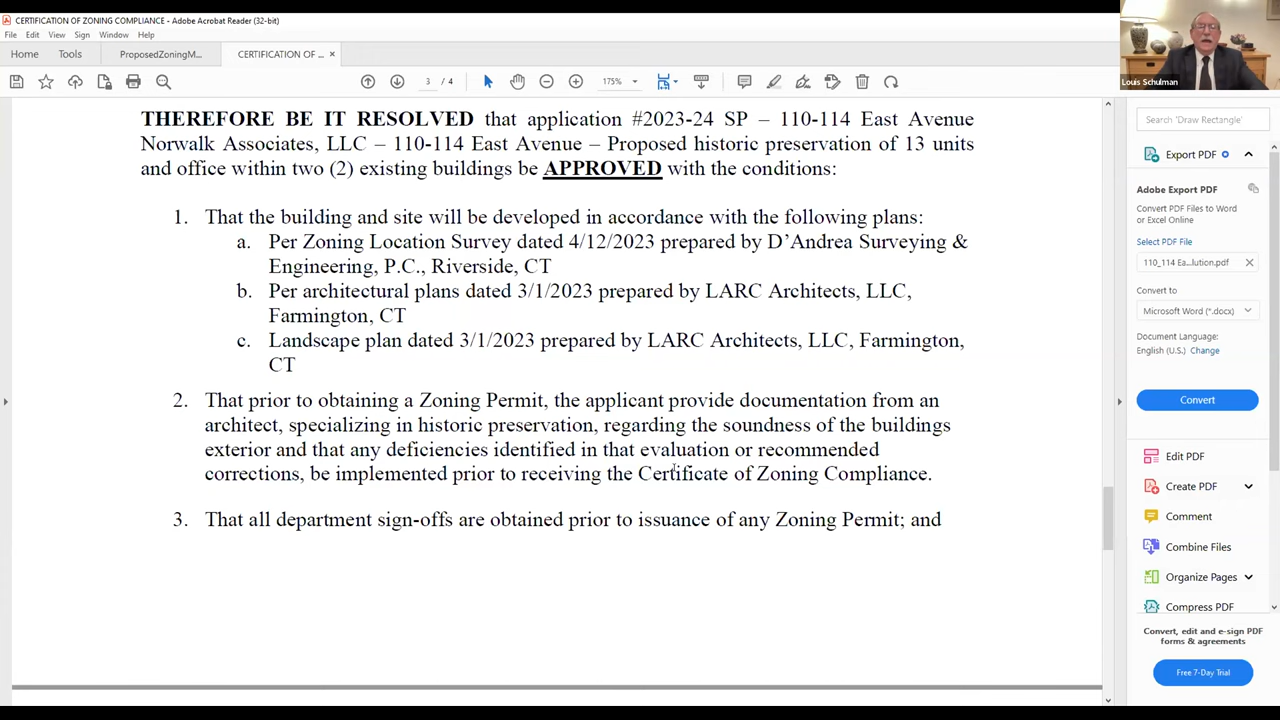 CERTIFICATION OF ZONING COMPLIANCE - Adobe Acrobat Reader (32-bit)
File Edit View Sign Window Help
Home Tools ProposedZoningM... CERTIFICATION OF ... ×
3 / 4 175%
Louis Schulman
THEREFORE BE IT RESOLVED that application #2023-24 SP – 110-114 East Avenue
Norwalk Associates, LLC – 110-114 East Avenue – Proposed historic preservation of 13 units
and office within two (2) existing buildings be APPROVED with the conditions:
1. That the building and site will be developed in accordance with the following plans:
a. Per Zoning Location Survey dated 4/12/2023 prepared by D’Andrea Surveying &
Engineering, P.C., Riverside, CT
b. Per architectural plans dated 3/1/2023 prepared by LARC Architects, LLC,
Farmington, CT
c. Landscape plan dated 3/1/2023 prepared by LARC Architects, LLC, Farmington,
CT
2. That prior to obtaining a Zoning Permit, the applicant provide documentation from an
architect, specializing in historic preservation, regarding the soundness of the buildings
exterior and that any deficiencies identified in that evaluation or recommended
corrections, be implemented prior to receiving the Certificate of Zoning Compliance.
3. That all department sign-offs are obtained prior to issuance of any Zoning Permit; and
Search 'Draw Rectangle'
Export PDF
Adobe Export PDF
Convert PDF Files to Word
or Excel Online
Select PDF File
110_114 Ea...lution.pdf
Convert to
Microsoft Word (*.docx)
Document Language:
English (U.S.) Change
Convert
Edit PDF
Create PDF
Comment
Combine Files
Organize Pages
Compress PDF
Convert, edit and e-sign PDF
forms & agreements
Free 7-Day Trial